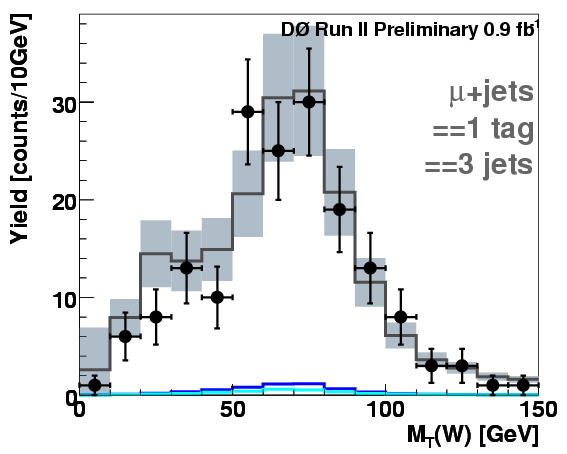 DØ Run II Preliminary 0.9 fb⁻¹
μ+jets
==1 tag
==3 jets
Yield [counts/10GeV]
30
20
10
0
0 50 100 150
M_T(W) [GeV]